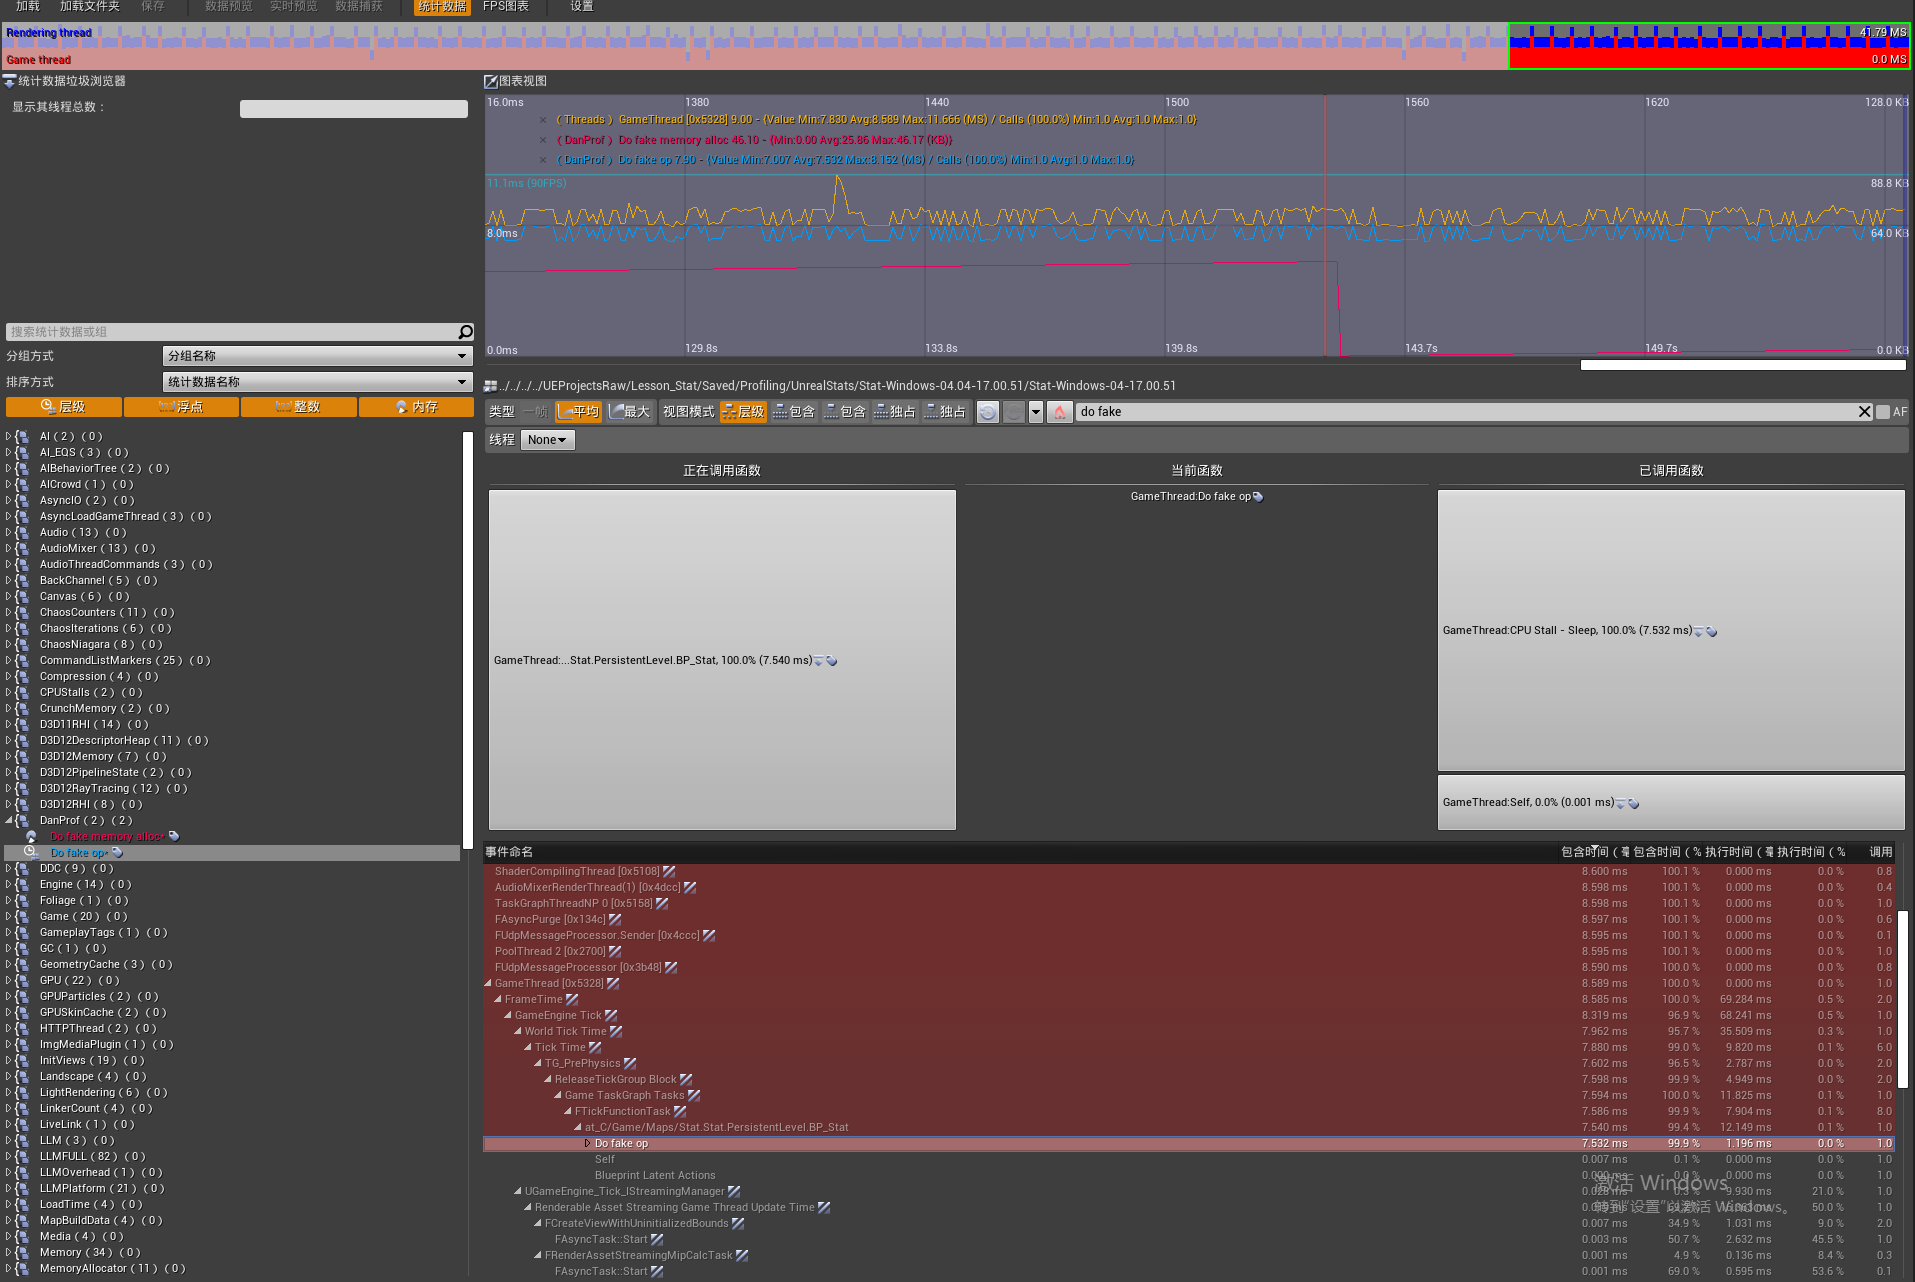 加载 加载文件夹 保存 数据预览 实时预览 数据捕获 统计数据 FPS图表 设置
Rendering thread 41.79 MS
Game thread 0.0 MS
统计数据垃圾浏览器
显示其线程总数：
搜索统计数据或组
分组方式 分组名称
排序方式 统计数据名称
层级 浮点 整数 内存
AI ( 2 ) ( 0 )
AI_EQS ( 3 ) ( 0 )
AIBehaviorTree ( 2 ) ( 0 )
AICrowd ( 1 ) ( 0 )
AsyncIO ( 2 ) ( 0 )
AsyncLoadGameThread ( 3 ) ( 0 )
Audio ( 13 ) ( 0 )
AudioMixer ( 13 ) ( 0 )
AudioThreadCommands ( 3 ) ( 0 )
BackChannel ( 5 ) ( 0 )
Canvas ( 6 ) ( 0 )
ChaosCounters ( 11 ) ( 0 )
ChaosIterations ( 6 ) ( 0 )
ChaosNiagara ( 8 ) ( 0 )
CommandListMarkers ( 25 ) ( 0 )
Compression ( 4 ) ( 0 )
CPUStalls ( 2 ) ( 0 )
CrunchMemory ( 2 ) ( 0 )
D3D11RHI ( 14 ) ( 0 )
D3D12DescriptorHeap ( 11 ) ( 0 )
D3D12Memory ( 7 ) ( 0 )
D3D12PipelineState ( 2 ) ( 0 )
D3D12RayTracing ( 12 ) ( 0 )
D3D12RHI ( 8 ) ( 0 )
DanProf ( 2 ) ( 2 )
Do fake memory alloc•
Do fake op•
DDC ( 9 ) ( 0 )
Engine ( 14 ) ( 0 )
Foliage ( 1 ) ( 0 )
Game ( 20 ) ( 0 )
GameplayTags ( 1 ) ( 0 )
GC ( 1 ) ( 0 )
GeometryCache ( 3 ) ( 0 )
GPU ( 22 ) ( 0 )
GPUParticles ( 2 ) ( 0 )
GPUSkinCache ( 2 ) ( 0 )
HTTPThread ( 2 ) ( 0 )
ImgMediaPlugin ( 1 ) ( 0 )
InitViews ( 19 ) ( 0 )
Landscape ( 4 ) ( 0 )
LightRendering ( 6 ) ( 0 )
LinkerCount ( 4 ) ( 0 )
LiveLink ( 1 ) ( 0 )
LLM ( 3 ) ( 0 )
LLMFULL ( 82 ) ( 0 )
LLMOverhead ( 1 ) ( 0 )
LLMPlatform ( 21 ) ( 0 )
LoadTime ( 4 ) ( 0 )
MapBuildData ( 4 ) ( 0 )
Media ( 4 ) ( 0 )
Memory ( 34 ) ( 0 )
MemoryAllocator ( 11 ) ( 0 )
图表视图
16.0ms 1380 1440 1500 1560 1620 128.0 KB
( Threads ) GameThread [0x5328] 9.00 - {Value Min:7.830 Avg:8.589 Max:11.666 (MS) / Calls (100.0%) Min:1.0 Avg:1.0 Max:1.0}
( DanProf ) Do fake memory alloc 46.10 - {Min:0.00 Avg:25.86 Max:46.17 (KB)}
( DanProf ) Do fake op 7.90 - {Value Min:7.007 Avg:7.532 Max:8.152 (MS) / Calls (100.0%) Min:1.0 Avg:1.0 Max:1.0}
11.1ms (90FPS) 88.8 KB
8.0ms 64.0 KB
0.0ms 129.8s 133.8s 139.8s 143.7s 149.7s 0.0 KB
../../../../UEProjectsRaw/Lesson_Stat/Saved/Profiling/UnrealStats/Stat-Windows-04.04-17.00.51/Stat-Windows-04-17.00.51
类型 一帧 平均 最大 视图模式 层级 包含 包含 独占 独占 do fake AF
线程 None
正在调用函数 当前函数 已调用函数
GameThread:Do fake op
GameThread:...Stat.PersistentLevel.BP_Stat, 100.0% (7.540 ms)
GameThread:CPU Stall - Sleep, 100.0% (7.532 ms)
GameThread:Self, 0.0% (0.001 ms)
事件命名 包含时间（毫 包含时间（% 执行时间（毫 执行时间（% 调用
ShaderCompilingThread [0x5108] 8.600 ms 100.1 % 0.000 ms 0.0 % 0.8
AudioMixerRenderThread(1) [0x4dcc] 8.598 ms 100.1 % 0.000 ms 0.0 % 0.4
TaskGraphThreadNP 0 [0x5158] 8.598 ms 100.1 % 0.000 ms 0.0 % 1.0
FAsyncPurge [0x134c] 8.597 ms 100.1 % 0.000 ms 0.0 % 0.6
FUdpMessageProcessor.Sender [0x4ccc] 8.595 ms 100.1 % 0.000 ms 0.0 % 0.1
PoolThread 2 [0x2700] 8.595 ms 100.1 % 0.000 ms 0.0 % 1.0
FUdpMessageProcessor [0x3b48] 8.590 ms 100.0 % 0.000 ms 0.0 % 0.8
GameThread [0x5328] 8.589 ms 100.0 % 0.000 ms 0.0 % 1.0
FrameTime 8.585 ms 100.0 % 69.284 ms 0.5 % 2.0
GameEngine Tick 8.319 ms 96.9 % 68.241 ms 0.5 % 1.0
World Tick Time 7.962 ms 95.7 % 35.509 ms 0.3 % 1.0
Tick Time 7.880 ms 99.0 % 9.820 ms 0.1 % 6.0
TG_PrePhysics 7.602 ms 96.5 % 2.787 ms 0.0 % 2.0
ReleaseTickGroup Block 7.598 ms 99.9 % 4.949 ms 0.0 % 2.0
Game TaskGraph Tasks 7.594 ms 100.0 % 11.825 ms 0.1 % 1.0
FTickFunctionTask 7.586 ms 99.9 % 7.904 ms 0.1 % 8.0
at_C/Game/Maps/Stat.Stat.PersistentLevel.BP_Stat 7.540 ms 99.4 % 12.149 ms 0.1 % 1.0
Do fake op 7.532 ms 99.9 % 1.196 ms 0.0 % 1.0
Self 0.007 ms 0.1 % 0.000 ms 0.0 % 1.0
Blueprint Latent Actions 0.0 % 1.0
UGameEngine_Tick_IStreamingManager 0.028 ms 0.3 % 9.930 ms 21.0 % 1.0
Renderable Asset Streaming Game Thread Update Time 50.0 % 1.0
FCreateViewWithUninitializedBounds 0.007 ms 34.9 % 1.031 ms 9.0 % 2.0
FAsyncTask::Start 0.003 ms 50.7 % 2.632 ms 45.5 % 1.0
FRenderAssetStreamingMipCalcTask 0.001 ms 4.9 % 0.136 ms 8.4 % 0.3
FAsyncTask::Start 0.001 ms 69.0 % 0.595 ms 53.6 % 0.1
激活 Windows
转到"设置"以激活 Windows。